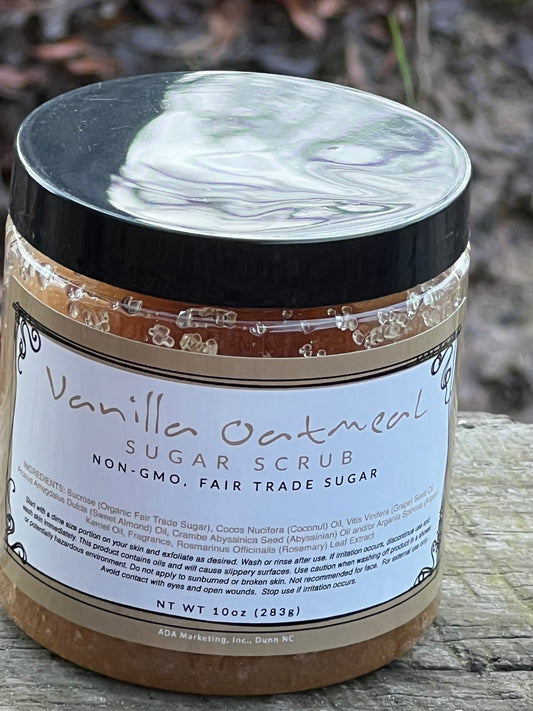 Vanilla Oatmeal
SUGAR SCRUB
NON-GMO, FAIR TRADE SUGAR
INGREDIENTS: Sucrose (Organic Fair Trade Sugar), Cocos Nucifera (Coconut) Oil, Vitis Vinifera (Grape) Seed Oil,
Prunus Amygdalus Dulcis (Sweet Almond) Oil, Crambe Abyssinica Seed (Abyssinian) Oil and/or Argania Spinosa (Argan)
Kernel Oil, Fragrance, Rosmarinus Officinalis (Rosemary) Leaf Extract
Start with a dime size portion on your skin and exfoliate as desired. Wash or rinse after use. If irritation occurs, discontinue use and
wash skin immediately. This product contains oils and will cause slippery surfaces. Use caution when washing off product in a shower
or potentially hazardous environment. Do not apply to sunburned or broken skin. Not recommended for face. For external use only.
Avoid contact with eyes and open wounds. Stop use if irritation occurs.
NT WT 10oz (283g)
ADA Marketing, Inc., Dunn NC